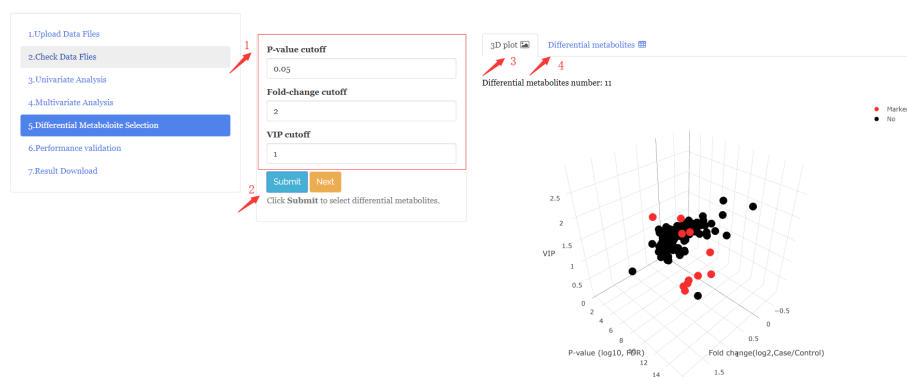 1.Upload Data Files
2.Check Data Flies
3.Univariate Analysis
4.Multivariate Analysis
5.Differential Metaboloite Selection
6.Performance validation
7.Result Download
1
P-value cutoff
0.05
Fold-change cutoff
2
VIP cutoff
1
2
Submit
Next
Click Submit to select differential metabolites.
3D plot
Differential metabolites
3
4
Differential metabolites number: 11
Marker
No
2.5
2
1.5
VIP
1
0.5
0
2
4
6
8
12
14
−0.5
0
0.5
1.5
P-value (log10, FDR)
Fold change(log2,Case/Control)